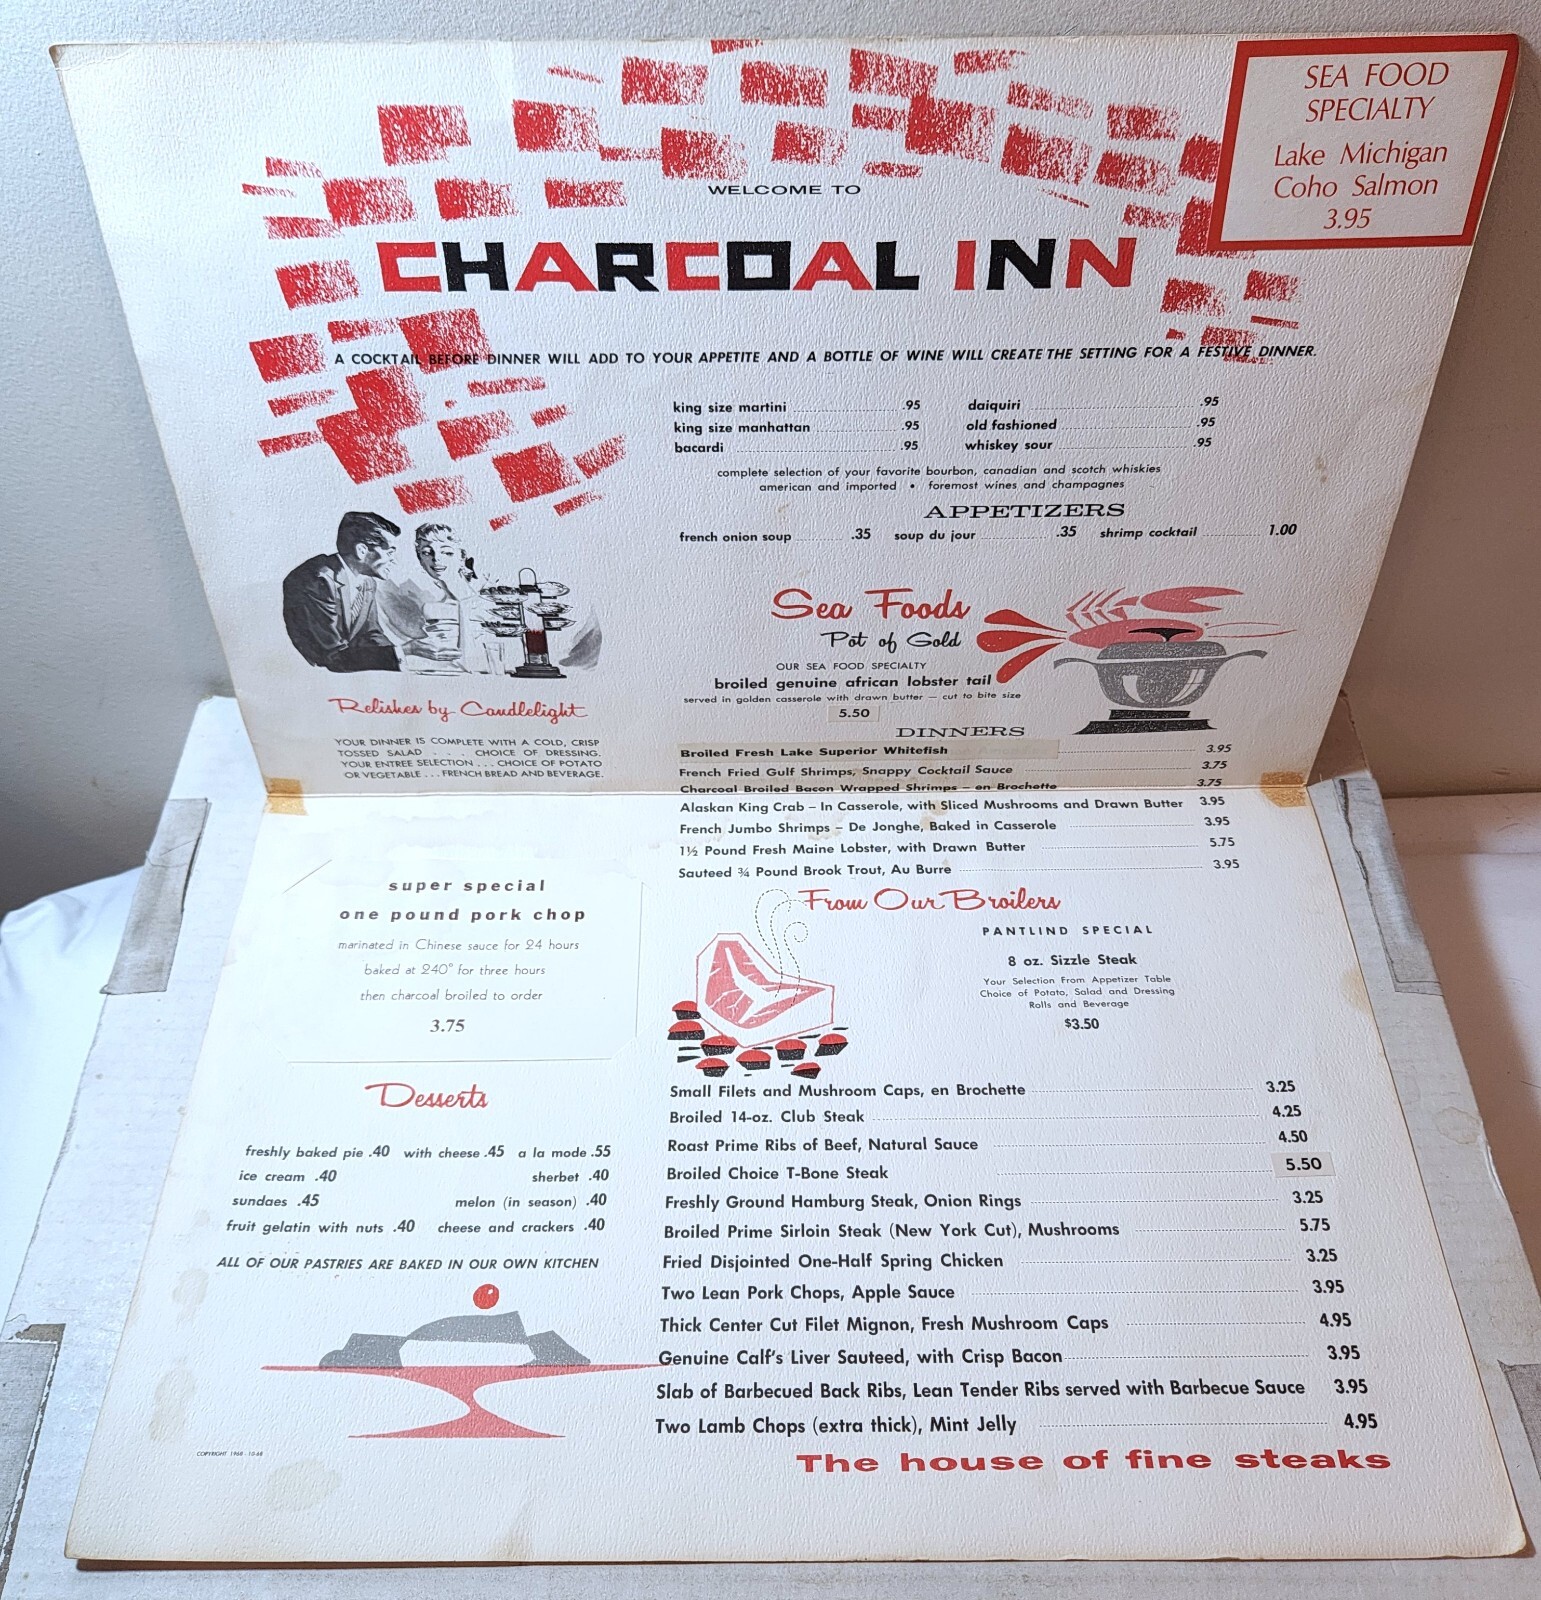 SEA FOOD
SPECIALTY
Lake Michigan
Coho Salmon
3.95
WELCOME TO
CHARCOAL INN
A COCKTAIL BEFORE DINNER WILL ADD TO YOUR APPETITE AND A BOTTLE OF WINE WILL CREATE THE SETTING FOR A FESTIVE DINNER.
king size martini .95 daiquiri .95
king size manhattan .95 old fashioned .95
bacardi .95 whiskey sour .95
complete selection of your favorite bourbon, canadian and scotch whiskies
american and imported • foremost wines and champagnes
APPETIZERS
french onion soup .35 soup du jour .35 shrimp cocktail 1.00
Sea Foods
Pot of Gold
OUR SEA FOOD SPECIALTY
broiled genuine african lobster tail
served in golden casserole with drawn butter — cut to bite size
5.50
DINNERS
Broiled Fresh Lake Superior Whitefish 3.95
French Fried Gulf Shrimps, Snappy Cocktail Sauce 3.75
Charcoal Broiled Bacon Wrapped Shrimps – en Brochette 3.75
Alaskan King Crab – In Casserole, with Sliced Mushrooms and Drawn Butter 3.95
French Jumbo Shrimps – De Jonghe, Baked in Casserole 3.95
1½ Pound Fresh Maine Lobster, with Drawn Butter 5.75
Sauteed ¾ Pound Brook Trout, Au Burre 3.95
Relishes by Candlelight
YOUR DINNER IS COMPLETE WITH A COLD, CRISP
TOSSED SALAD . . . CHOICE OF DRESSING.
YOUR ENTREE SELECTION . . . CHOICE OF POTATO
OR VEGETABLE . . . FRENCH BREAD AND BEVERAGE.
super special
one pound pork chop
marinated in Chinese sauce for 24 hours
baked at 240° for three hours
then charcoal broiled to order
3.75
Desserts
freshly baked pie .40 with cheese .45 a la mode .55
ice cream .40 sherbet .40
sundaes .45 melon (in season) .40
fruit gelatin with nuts .40 cheese and crackers .40
ALL OF OUR PASTRIES ARE BAKED IN OUR OWN KITCHEN
COPYRIGHT 1968 - 10-68
From Our Broilers
PANTLIND SPECIAL
8 oz. Sizzle Steak
Your Selection From Appetizer Table
Choice of Potato, Salad and Dressing
Rolls and Beverage
$3.50
Small Filets and Mushroom Caps, en Brochette 3.25
Broiled 14-oz. Club Steak 4.25
Roast Prime Ribs of Beef, Natural Sauce 4.50
Broiled Choice T-Bone Steak 5.50
Freshly Ground Hamburg Steak, Onion Rings 3.25
Broiled Prime Sirloin Steak (New York Cut), Mushrooms 5.75
Fried Disjointed One-Half Spring Chicken 3.25
Two Lean Pork Chops, Apple Sauce 3.95
Thick Center Cut Filet Mignon, Fresh Mushroom Caps 4.95
Genuine Calf's Liver Sauteed, with Crisp Bacon 3.95
Slab of Barbecued Back Ribs, Lean Tender Ribs served with Barbecue Sauce 3.95
Two Lamb Chops (extra thick), Mint Jelly 4.95
The house of fine steaks